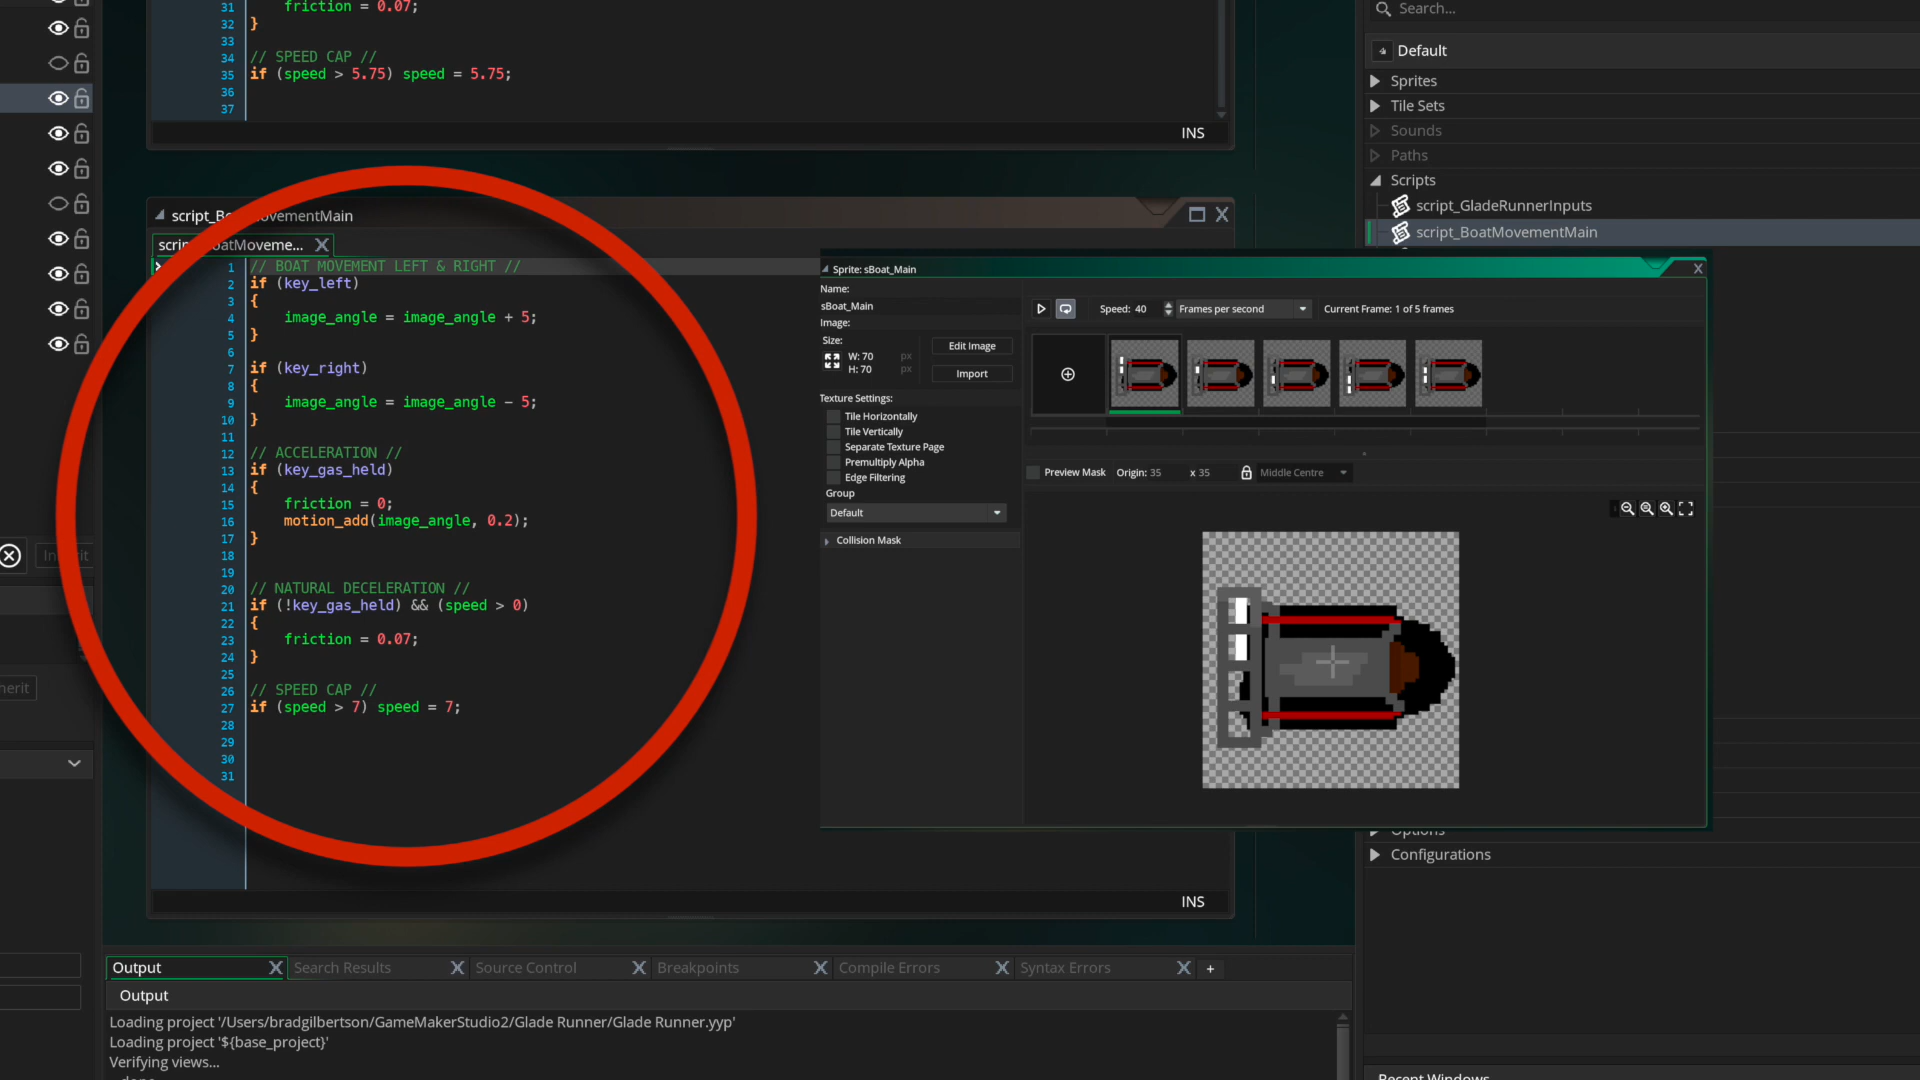 31 friction = 0.07;
32 }
33
34 // SPEED CAP //
35 if (speed > 5.75) speed = 5.75;
36
37
INS
script_Bo ovementMain
scrip oatMoveme...
1 // BOAT MOVEMENT LEFT & RIGHT //
2 if (key_left)
3 {
4 image_angle = image_angle + 5;
5 }
6
7 if (key_right)
8 {
9 image_angle = image_angle - 5;
10 }
11
12 // ACCELERATION //
13 if (key_gas_held)
14 {
15 friction = 0;
16 motion_add(image_angle, 0.2);
17 }
18
19
20 // NATURAL DECELERATION //
21 if (!key_gas_held) && (speed > 0)
22 {
23 friction = 0.07;
24 }
25
26 // SPEED CAP //
27 if (speed > 7) speed = 7;
28
29
30
31
INS
Sprite: sBoat_Main
Name:
sBoat_Main
Image:
Size:
W: 70 px
H: 70 px
Edit Image
Import
Texture Settings:
Tile Horizontally
Tile Vertically
Separate Texture Page
Premultiply Alpha
Edge Filtering
Group
Default
Collision Mask
Speed: 40 Frames per second Current Frame: 1 of 5 frames
Preview Mask Origin: 35 x 35 Middle Centre
Search...
Default
Sprites
Tile Sets
Sounds
Paths
Scripts
script_GladeRunnerInputs
script_BoatMovementMain
Options
Configurations
Recent Windows
Output Search Results Source Control Breakpoints Compile Errors Syntax Errors +
Output
Loading project '/Users/bradgilbertson/GameMakerStudio2/Glade Runner/Glade Runner.yyp'
Loading project '${base_project}'
Verifying views...